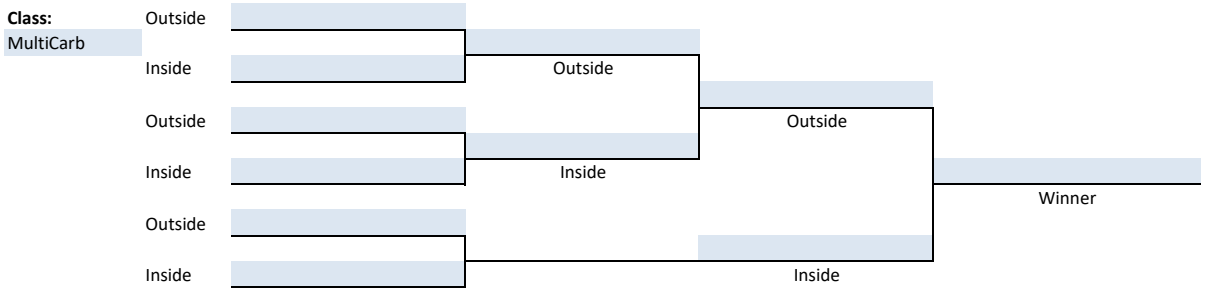 Class: Outside
MultiCarb
Inside Outside
Outside Outside
Inside Inside
Winner
Outside
Inside Inside